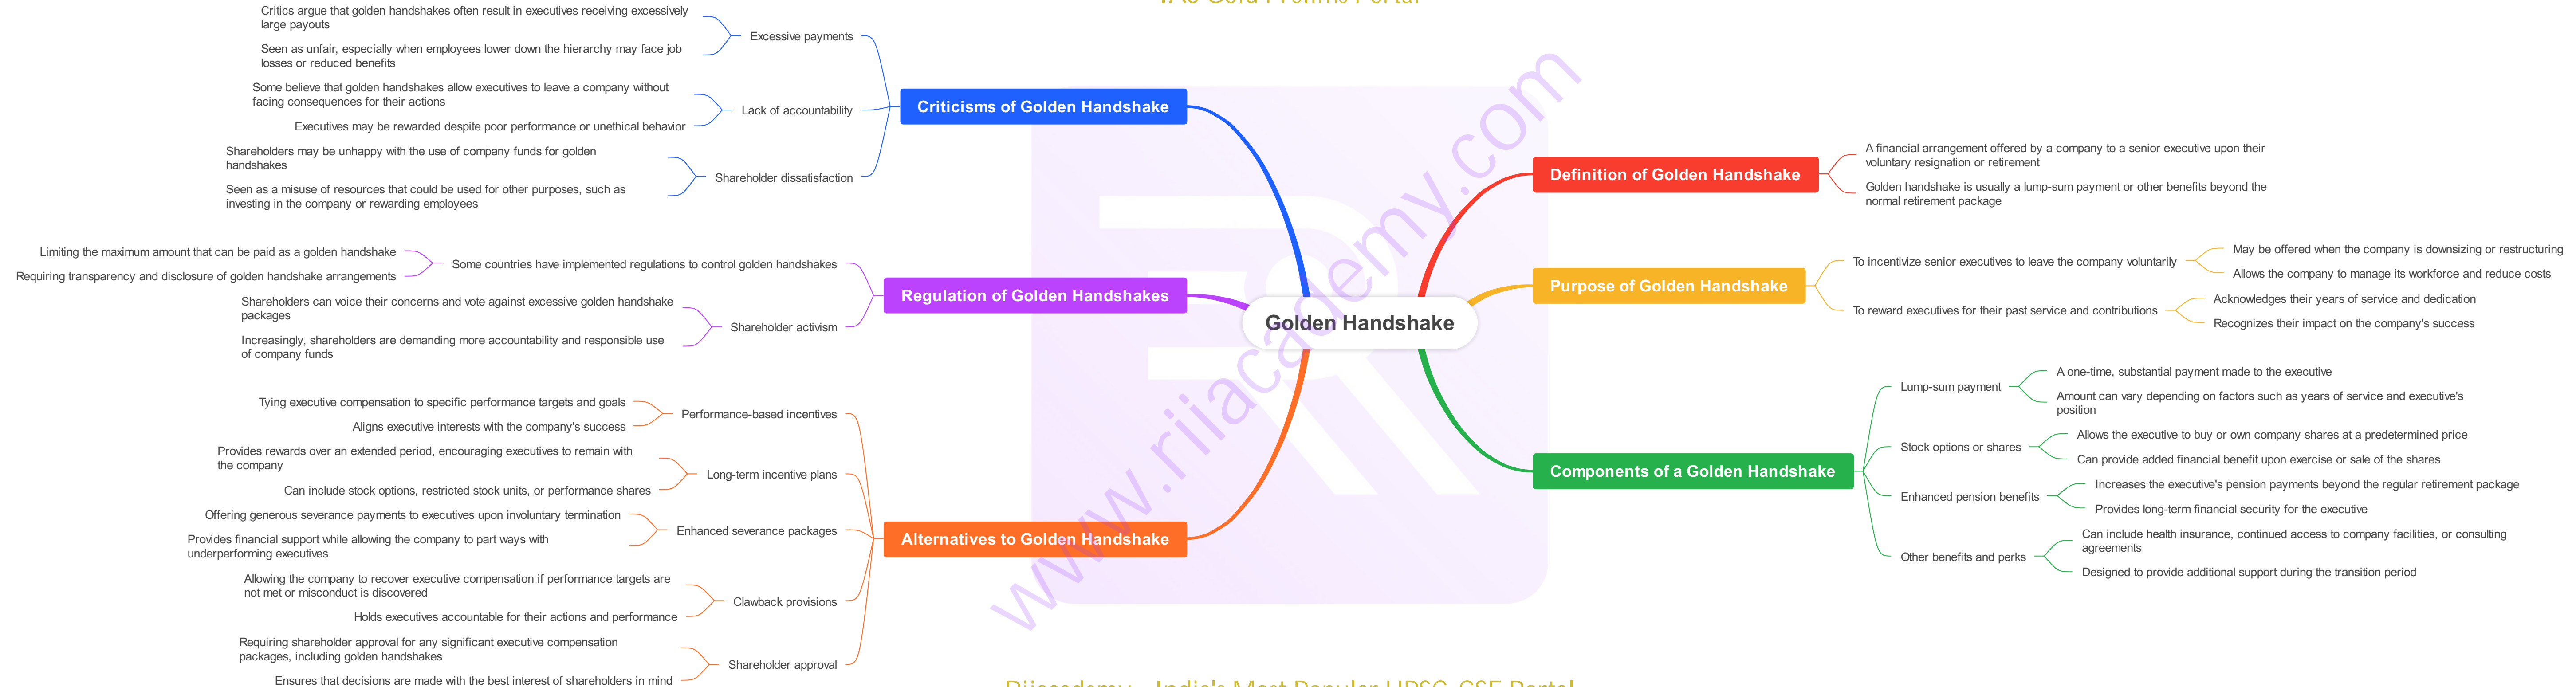 Golden Handshake
Definition of Golden Handshake
A financial arrangement offered by a company to a senior executive upon their
voluntary resignation or retirement
Golden handshake is usually a lump-sum payment or other benefits beyond the
normal retirement package
Purpose of Golden Handshake
To incentivize senior executives to leave the company voluntarily
May be offered when the company is downsizing or restructuring
Allows the company to manage its workforce and reduce costs
To reward executives for their past service and contributions
Acknowledges their years of service and dedication
Recognizes their impact on the company's success
Components of a Golden Handshake
Lump-sum payment
A one-time, substantial payment made to the executive
Amount can vary depending on factors such as years of service and executive's
position
Stock options or shares
Allows the executive to buy or own company shares at a predetermined price
Can provide added financial benefit upon exercise or sale of the shares
Enhanced pension benefits
Increases the executive's pension payments beyond the regular retirement package
Provides long-term financial security for the executive
Other benefits and perks
Can include health insurance, continued access to company facilities, or consulting
agreements
Designed to provide additional support during the transition period
Criticisms of Golden Handshake
Excessive payments
Critics argue that golden handshakes often result in executives receiving excessively
large payouts
Seen as unfair, especially when employees lower down the hierarchy may face job
losses or reduced benefits
Lack of accountability
Some believe that golden handshakes allow executives to leave a company without
facing consequences for their actions
Executives may be rewarded despite poor performance or unethical behavior
Shareholder dissatisfaction
Shareholders may be unhappy with the use of company funds for golden
handshakes
Seen as a misuse of resources that could be used for other purposes, such as
investing in the company or rewarding employees
Regulation of Golden Handshakes
Some countries have implemented regulations to control golden handshakes
Limiting the maximum amount that can be paid as a golden handshake
Requiring transparency and disclosure of golden handshake arrangements
Shareholder activism
Shareholders can voice their concerns and vote against excessive golden handshake
packages
Increasingly, shareholders are demanding more accountability and responsible use
of company funds
Alternatives to Golden Handshake
Performance-based incentives
Tying executive compensation to specific performance targets and goals
Aligns executive interests with the company's success
Long-term incentive plans
Provides rewards over an extended period, encouraging executives to remain with
the company
Can include stock options, restricted stock units, or performance shares
Enhanced severance packages
Offering generous severance payments to executives upon involuntary termination
Provides financial support while allowing the company to part ways with
underperforming executives
Clawback provisions
Allowing the company to recover executive compensation if performance targets are
not met or misconduct is discovered
Holds executives accountable for their actions and performance
Shareholder approval
Requiring shareholder approval for any significant executive compensation
packages, including golden handshakes
Ensures that decisions are made with the best interest of shareholders in mind
India's Most Popular UPSC-CSE Portal